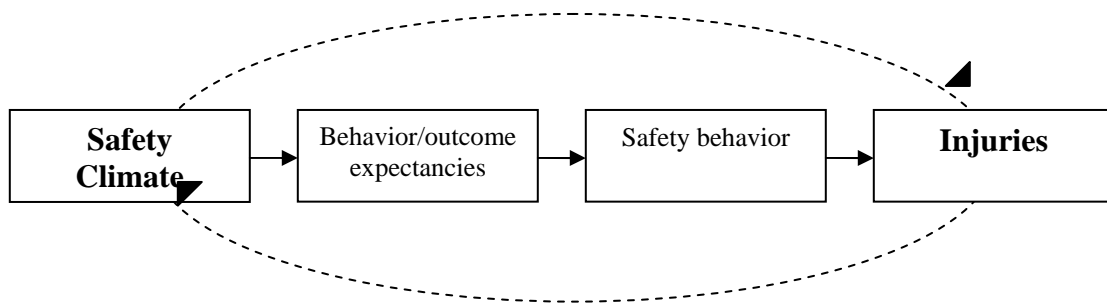 Safety
Climate
Behavior/outcome
expectancies
Safety behavior
Injuries